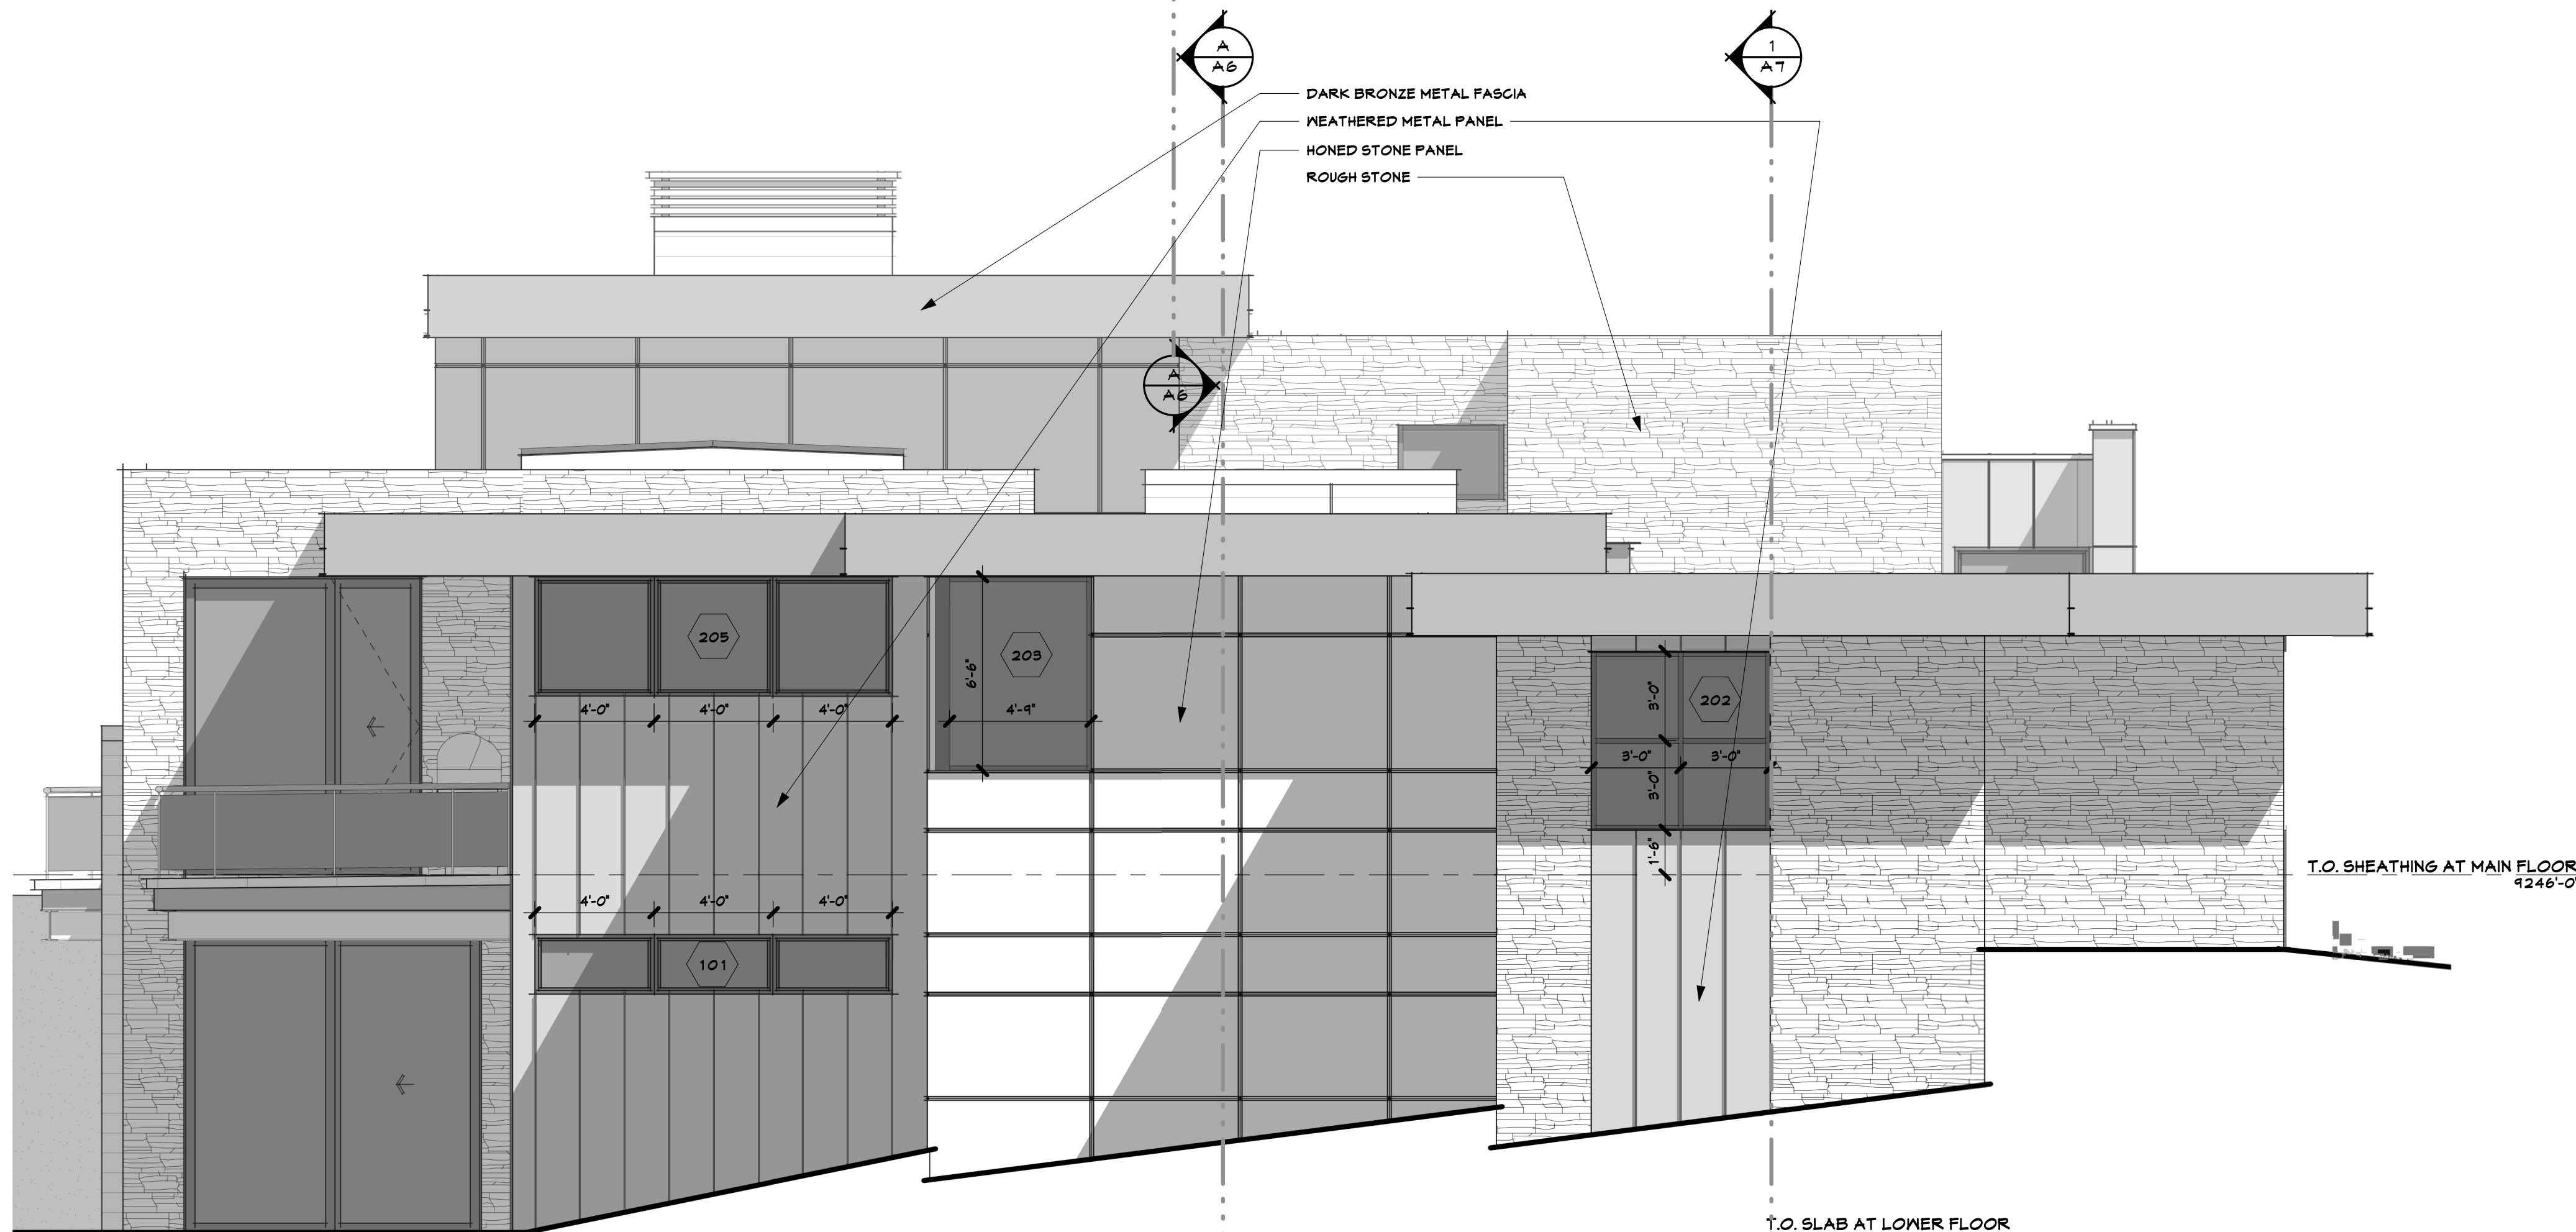 A
A6
1
A7
DARK BRONZE METAL FASCIA
WEATHERED METAL PANEL
HONED STONE PANEL
ROUGH STONE
A
A6
205
203
6'-6"
4'-9"
202
3'-0"
3'-0"
3'-0"
3'-0"
1'-6"
4'-0"
4'-0"
4'-0"
T.O. SHEATHING AT MAIN FLOOR
9246'-0"
4'-0"
4'-0"
4'-0"
101
T.O. SLAB AT LOWER FLOOR